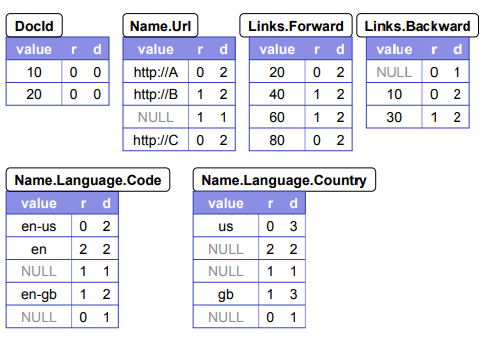 DocId
value r d
10 0 0
20 0 0
Name.Url
value r d
http://A 0 2
http://B 1 2
NULL 1 1
http://C 0 2
Links.Forward
value r d
20 0 2
40 1 2
60 1 2
80 0 2
Links.Backward
value r d
NULL 0 1
10 0 2
30 1 2
Name.Language.Code
value r d
en-us 0 2
en 2 2
NULL 1 1
en-gb 1 2
NULL 0 1
Name.Language.Country
value r d
us 0 3
NULL 2 2
NULL 1 1
gb 1 3
NULL 0 1